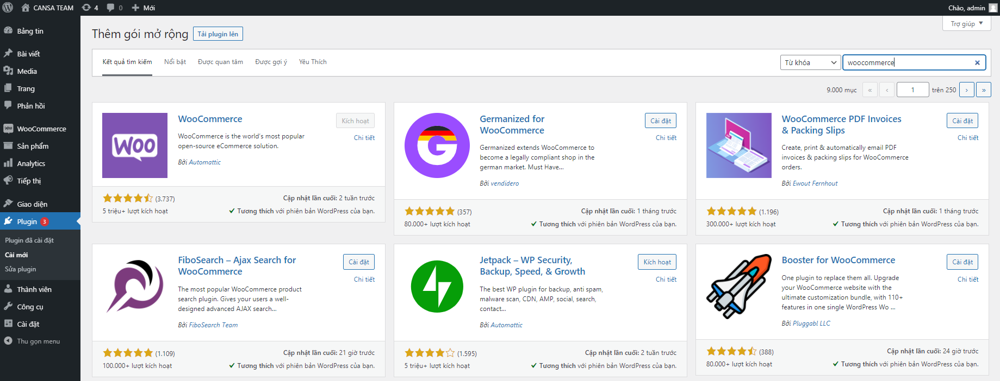 CANSA TEAM 4 0 Mới Chào, admin
Bảng tin
Bài viết
Media
Trang
Phản hồi
WooCommerce
Sản phẩm
Analytics
Tiếp thị
Giao diện
Plugin 3
Plugin đã cài đặt
Cài mới
Sửa plugin
Thành viên
Công cụ
Cài đặt
Thu gọn menu
Trợ giúp
Thêm gói mở rộng Tải plugin lên
Kết quả tìm kiếm Nổi bật Được quan tâm Được gợi ý Yêu Thích Từ khóa woocommerce
9.000 mục « ‹ 1 trên 250 › »
WooCommerce
Kích hoạt
Chi tiết
WOO
WooCommerce is the world's most popular
open-source eCommerce solution.
Bởi Automattic
(3.737) Cập nhật lần cuối: 2 tuần trước
5 triệu+ lượt kích hoạt Tương thích với phiên bản WordPress của bạn.
Germanized for
WooCommerce
Cài đặt
Chi tiết
G
Germanized extends WooCommerce to
become a legally compliant shop in the
german market. Must Have...
Bởi vendidero
(357) Cập nhật lần cuối: 1 tháng trước
80.000+ lượt kích hoạt Tương thích với phiên bản WordPress của bạn.
WooCommerce PDF Invoices
& Packing Slips
Cài đặt
Chi tiết
Create, print & automatically email PDF
invoices & packing slips for WooCommerce
orders.
Bởi Ewout Fernhout
(1.196) Cập nhật lần cuối: 1 tháng trước
300.000+ lượt kích hoạt Tương thích với phiên bản WordPress của bạn.
FiboSearch – Ajax Search for
WooCommerce
Cài đặt
Chi tiết
The most popular WooCommerce product
search plugin. Gives your users a well-
designed advanced AJAX search...
Bởi FiboSearch Team
(1.109) Cập nhật lần cuối: 21 giờ trước
100.000+ lượt kích hoạt Tương thích với phiên bản WordPress của bạn.
Jetpack – WP Security,
Backup, Speed, & Growth
Kích hoạt
Chi tiết
The best WP plugin for backup, anti spam,
malware scan, CDN, AMP, social, search,
contact...
Bởi Automattic
(1.595) Cập nhật lần cuối: 2 tuần trước
5 triệu+ lượt kích hoạt Tương thích với phiên bản WordPress của bạn.
Booster for WooCommerce
Cài đặt
Chi tiết
One plugin to replace them all. Upgrade
your WooCommerce website with the
ultimate customization bundle, with 110+
features in one single WordPress Wo ...
Bởi Pluggabl LLC
(388) Cập nhật lần cuối: 24 giờ trước
80.000+ lượt kích hoạt Tương thích với phiên bản WordPress của bạn.